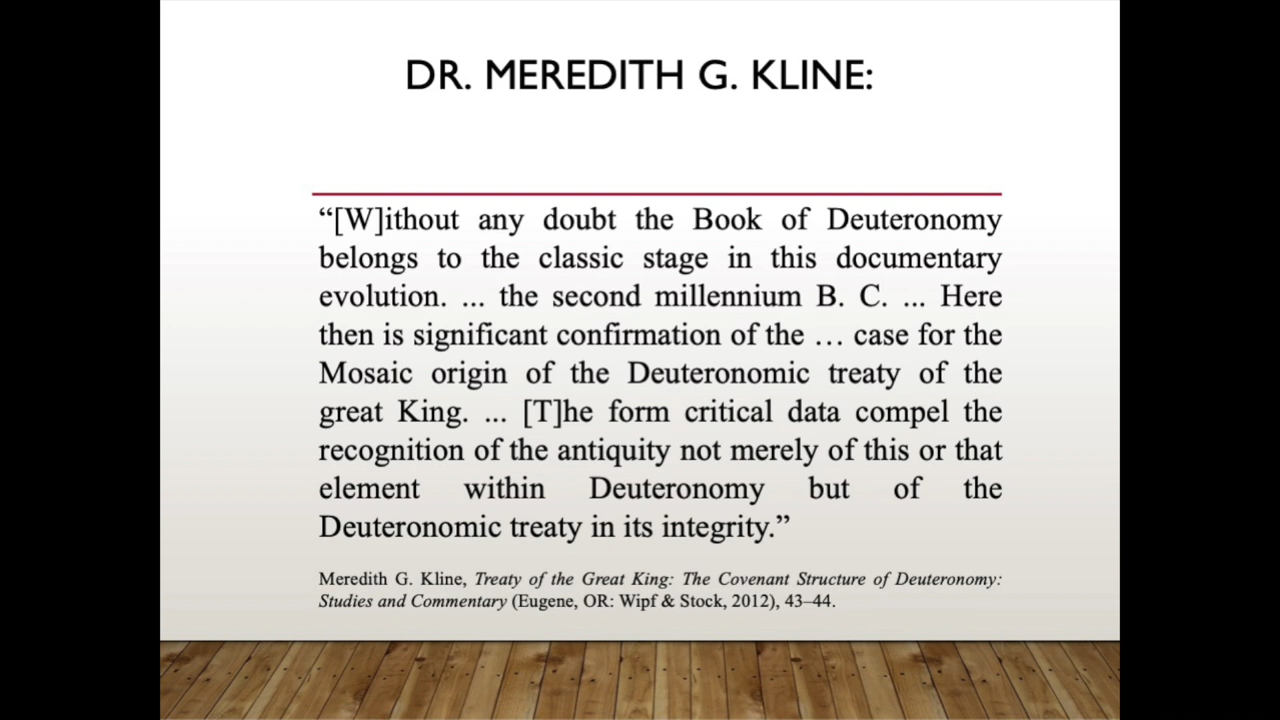 DR. MEREDITH G. KLINE:
“[W]ithout any doubt the Book of Deuteronomy
belongs to the classic stage in this documentary
evolution. ... the second millennium B. C. ... Here
then is significant confirmation of the … case for the
Mosaic origin of the Deuteronomic treaty of the
great King. ... [T]he form critical data compel the
recognition of the antiquity not merely of this or that
element within Deuteronomy but of the
Deuteronomic treaty in its integrity.”
Meredith G. Kline, Treaty of the Great King: The Covenant Structure of Deuteronomy:
Studies and Commentary (Eugene, OR: Wipf & Stock, 2012), 43–44.